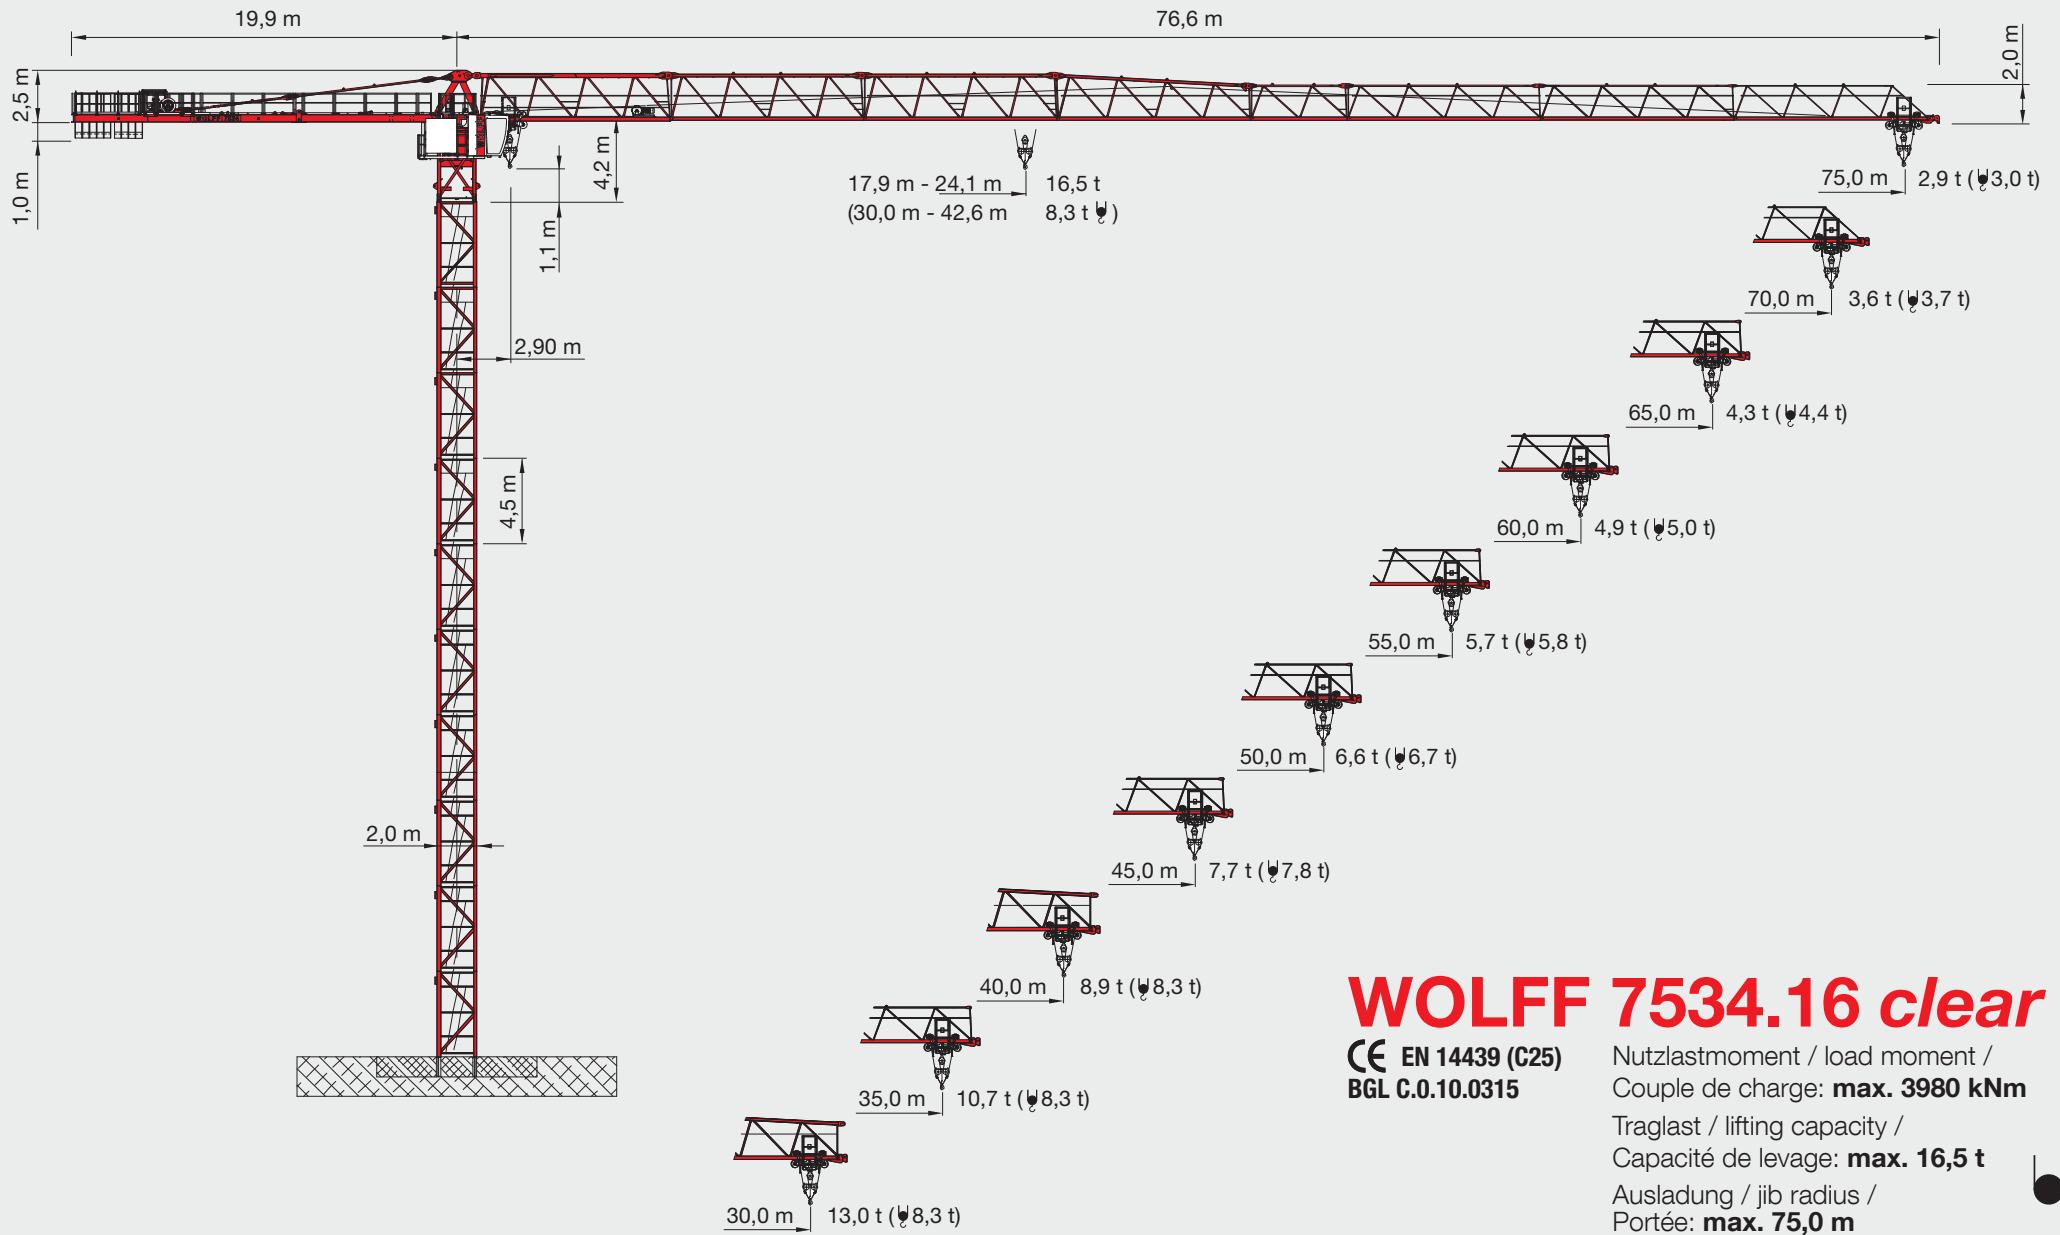 19,9 m
76,6 m
2,5 m
1,0 m
2,0 m
4,2 m
1,1 m
17,9 m - 24,1 m 16,5 t
(30,0 m - 42,6 m 8,3 t)
75,0 m 2,9 t (3,0 t)
70,0 m 3,6 t (3,7 t)
2,90 m
65,0 m 4,3 t (4,4 t)
4,5 m
60,0 m 4,9 t (5,0 t)
55,0 m 5,7 t (5,8 t)
50,0 m 6,6 t (6,7 t)
2,0 m
45,0 m 7,7 t (7,8 t)
40,0 m 8,9 t (8,3 t)
35,0 m 10,7 t (8,3 t)
30,0 m 13,0 t (8,3 t)
WOLFF 7534.16 clear
CE EN 14439 (C25)
BGL C.0.10.0315
Nutzlastmoment / load moment /
Couple de charge: max. 3980 kNm
Traglast / lifting capacity /
Capacité de levage: max. 16,5 t
Ausladung / jib radius /
Portée: max. 75,0 m